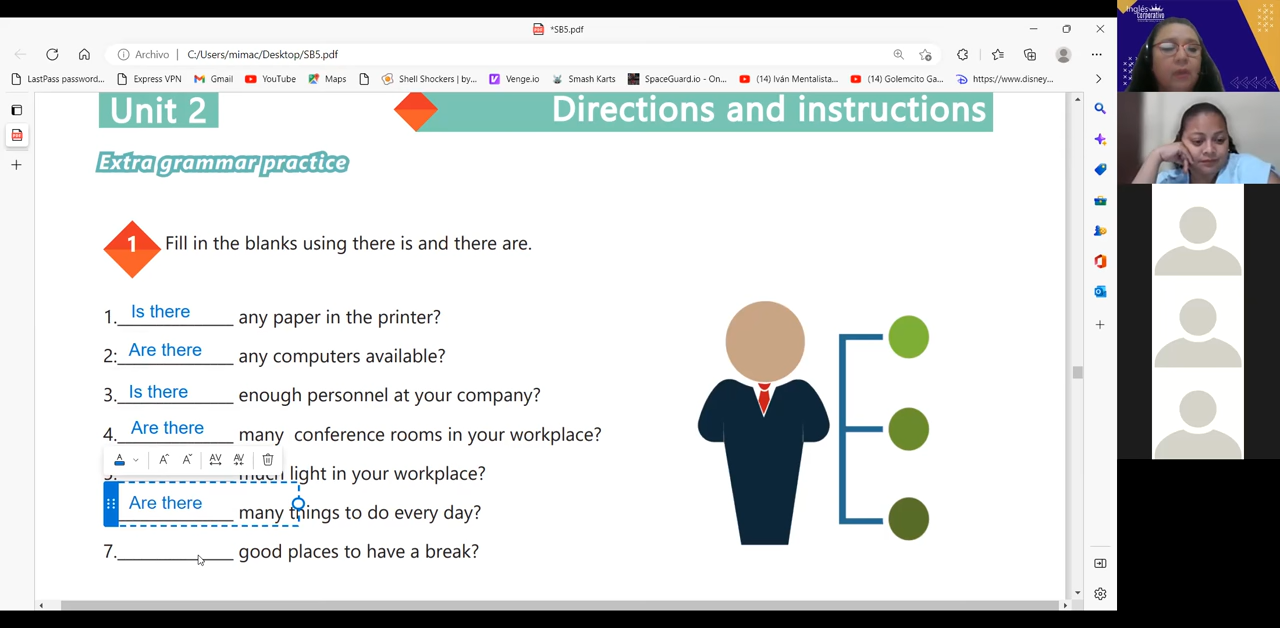 *SB5.pdf
Archivo | C:/Users/mimac/Desktop/SB5.pdf
LastPass password... Express VPN Gmail YouTube Maps Shell Shockers | by... Venge.io Smash Karts SpaceGuard.io - On... (14) Iván Mentalista... (14) Golemcito Ga... https://www.disney...
Inglés
Corporativo
Unit 2 Directions and instructions
Extra grammar practice
1 Fill in the blanks using there is and there are.
1. Is there any paper in the printer?
2: Are there any computers available?
3. Is there enough personnel at your company?
4. Are there many conference rooms in your workplace?
much light in your workplace?
Are there many things to do every day?
7.____________ good places to have a break?